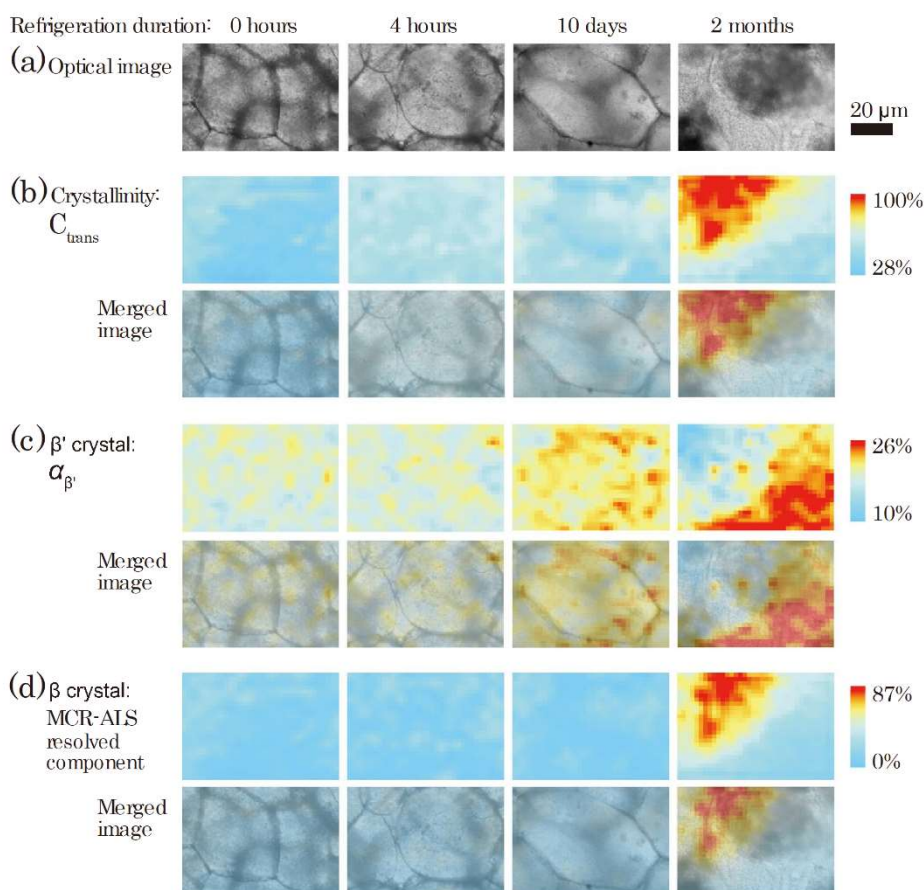 Refrigeration duration: 0 hours 4 hours 10 days 2 months
(a) Optical image
20 μm
(b) Crystallinity:
C_trans
100%
28%
Merged
image
(c) β' crystal:
α_β'
26%
10%
Merged
image
(d) β crystal:
MCR-ALS
resolved
component
87%
0%
Merged
image